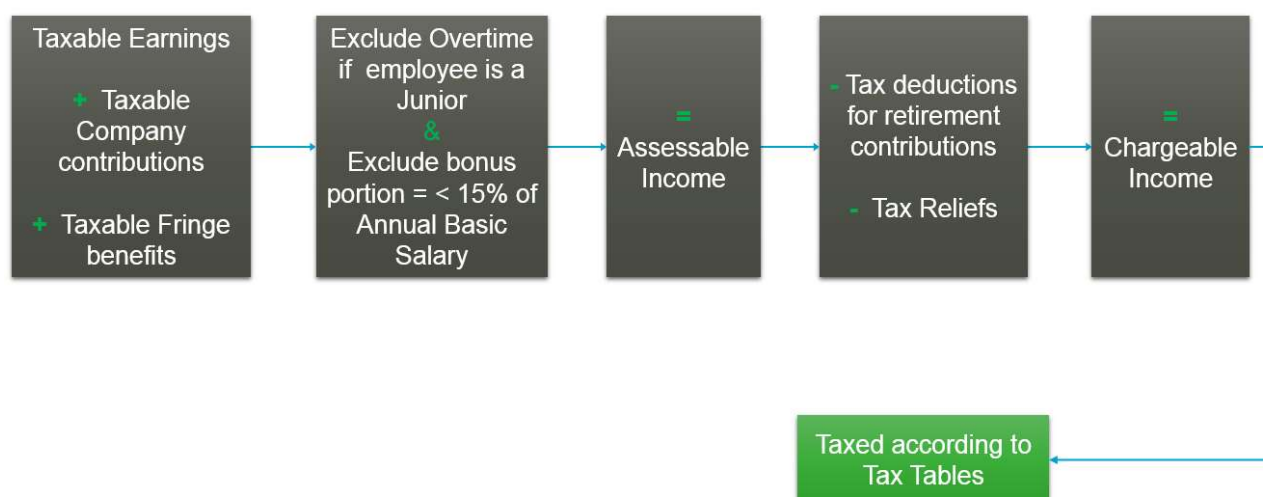 Taxable Earnings
+ Taxable
Company
contributions
+ Taxable Fringe
benefits
Exclude Overtime
if employee is a
Junior
&
Exclude bonus
portion = < 15% of
Annual Basic
Salary
=
Assessable
Income
- Tax deductions
for retirement
contributions
- Tax Reliefs
=
Chargeable
Income
Taxed according to
Tax Tables